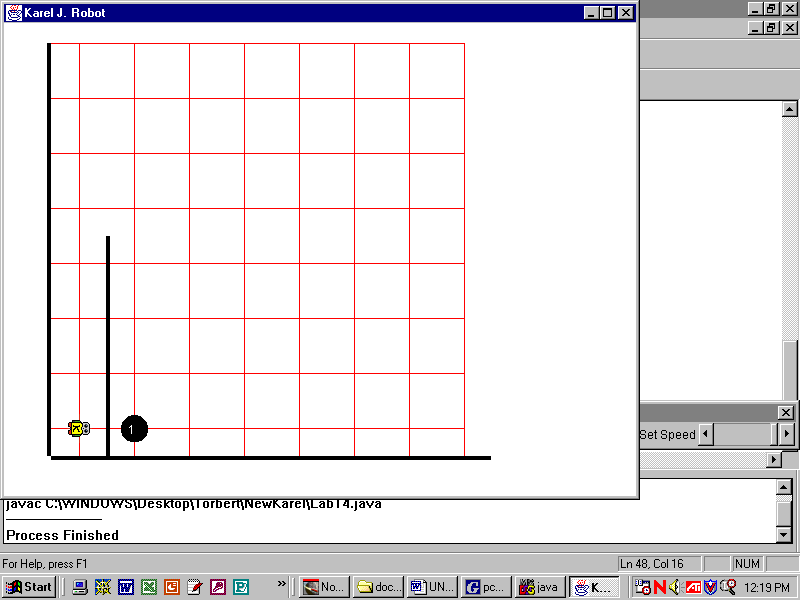 Karel J. Robot
1
Set Speed
javac C:\WINDOWS\Desktop\Torbert\NewKarel\Lab14.java
Process Finished
For Help, press F1
Ln 48, Col 16
NUM
Start
No...
doc...
UN...
pc...
java
K...
12:19 PM